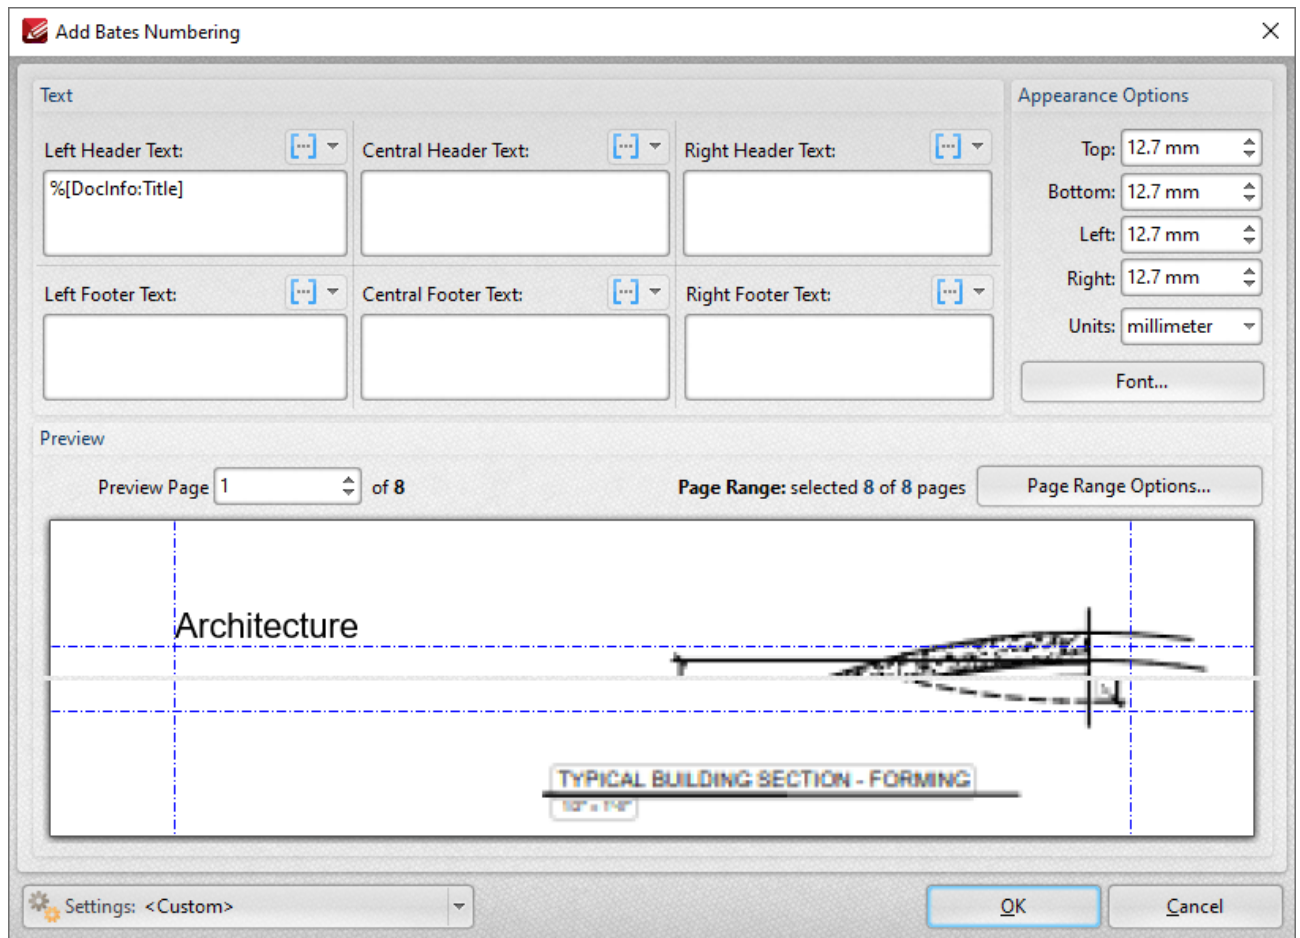 Add Bates Numbering
Text
Appearance Options
Left Header Text:
Central Header Text:
Right Header Text:
%[DocInfo:Title]
Top: 12.7 mm
Bottom: 12.7 mm
Left: 12.7 mm
Right: 12.7 mm
Units: millimeter
Font...
Left Footer Text:
Central Footer Text:
Right Footer Text:
Preview
Preview Page 1 of 8
Page Range: selected 8 of 8 pages
Page Range Options...
Architecture
TYPICAL BUILDING SECTION - FORMING
Settings: <Custom>
OK
Cancel